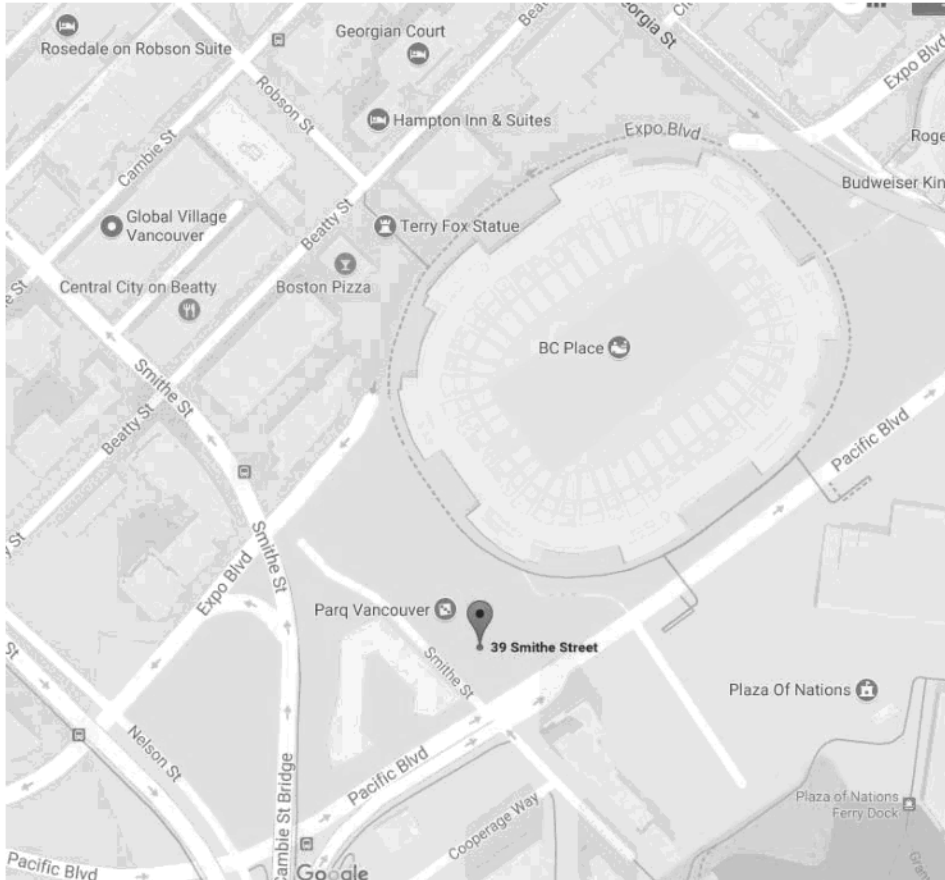 Georgia St
Expo Blvd
Rosedale on Robson Suite
Georgian Court
Robson St
Hampton Inn & Suites
Expo Blvd
Roge
Cambie St
Budweiser Kin
Global Village
Vancouver
Beatty St
Terry Fox Statue
Central City on Beatty
Boston Pizza
BC Place
Smithe St
Beatty St
Pacific Blvd
Smithe St
Expo Blvd
Parq Vancouver
39 Smithe Street
Smithe St
Plaza Of Nations
Nelson St
Pacific Blvd
Cambie St Bridge
Plaza of Nations
Ferry Dock
Cooperage Way
Pacific Blvd
Google